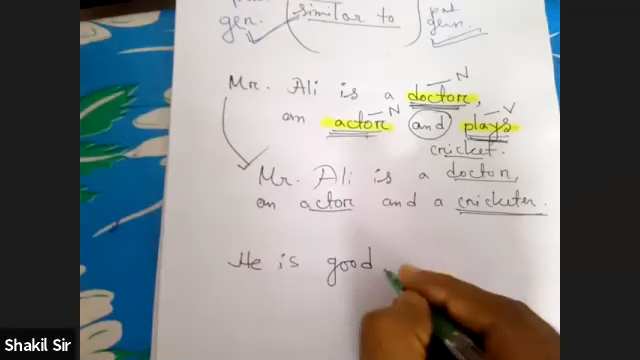 gen. similar to gen.
Mr. Ali is a doctor, N
an actor N and plays V
cricket.
Mr. Ali is a doctor,
an actor and a cricketer.
He is good
Shakil Sir